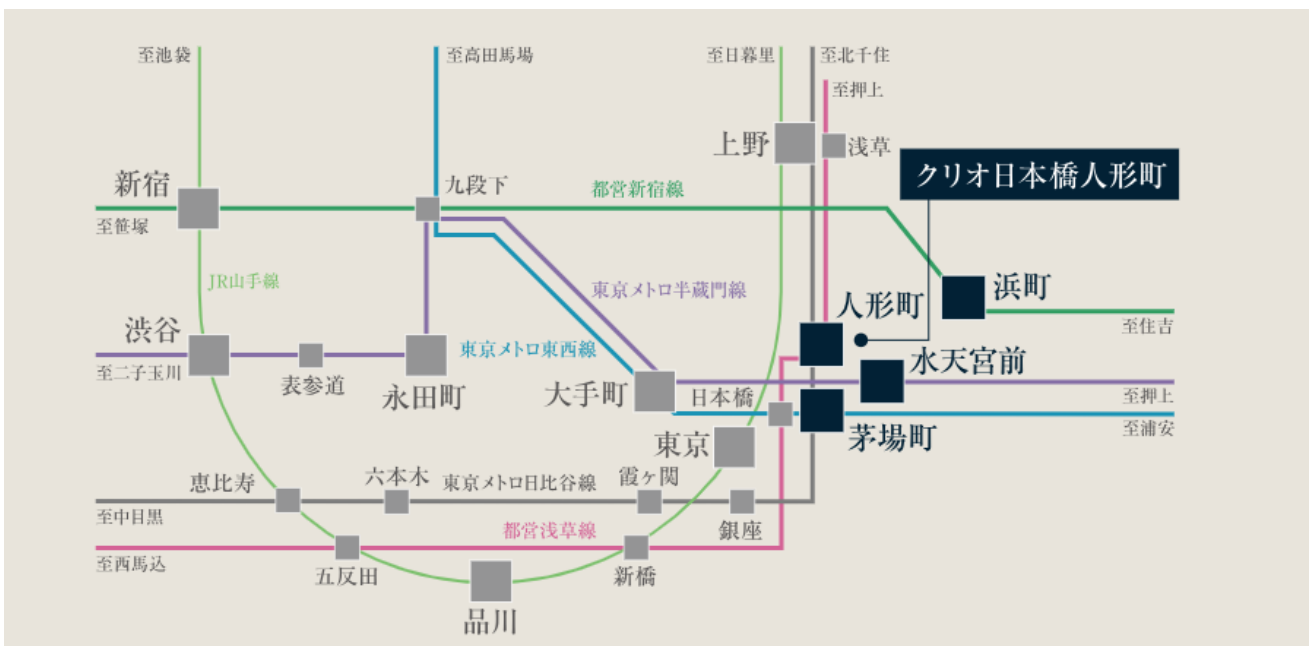 至池袋
至高田馬場
至日暮里
至北千住
至押上
上野
浅草
クリオ日本橋人形町
新宿
九段下
都営新宿線
至笹塚
JR山手線
東京メトロ半蔵門線
浜町
人形町
至住吉
渋谷
東京メトロ東西線
水天宮前
至二子玉川
表参道
永田町
大手町
日本橋
至押上
至浦安
茅場町
東京
恵比寿
六本木
東京メトロ日比谷線
霞ヶ関
至中目黒
銀座
都営浅草線
至西馬込
五反田
新橋
品川